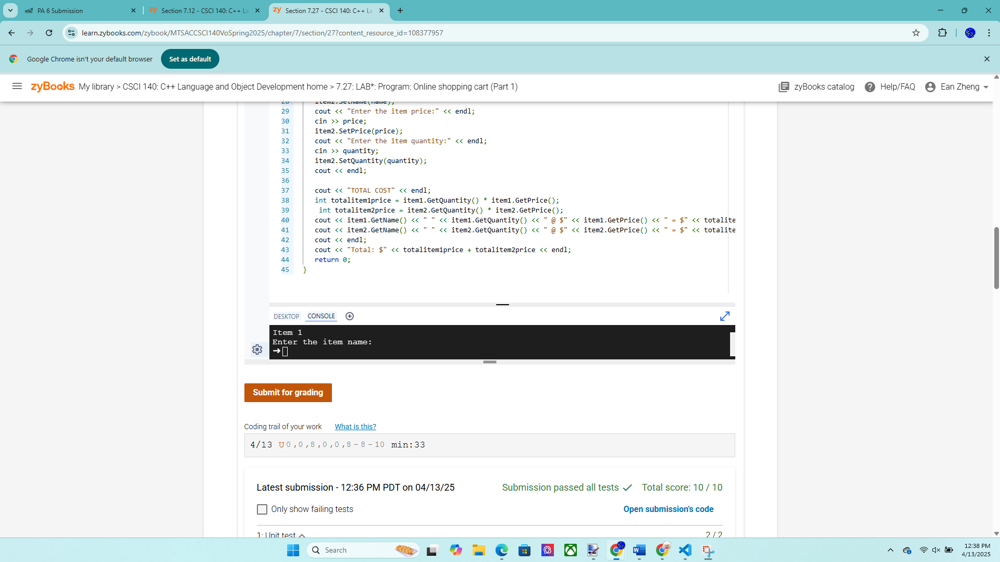 PA 6 Submission
Section 7.12 - CSCI 140: C++ La
Section 7.27 - CSCI 140: C++ La
learn.zybooks.com/zybook/MTSACCSCI140VoSpring2025/chapter/7/section/27?content_resource_id=108377957
Google Chrome isn't your default browser
Set as default
zyBooks My library > CSCI 140: C++ Language and Object Development home > 7.27: LAB*: Program: Online shopping cart (Part 1)
zyBooks catalog
Help/FAQ
Ean Zheng
28 item2.SetName(name);
29 cout << "Enter the item price:" << endl;
30 cin >> price;
31 item2.SetPrice(price);
32 cout << "Enter the item quantity:" << endl;
33 cin >> quantity;
34 item2.SetQuantity(quantity);
35 cout << endl;
36
37 cout << "TOTAL COST" << endl;
38 int totalitem1price = item1.GetQuantity() * item1.GetPrice();
39 int totalitem2price = item2.GetQuantity() * item2.GetPrice();
40 cout << item1.GetName() << " " << item1.GetQuantity() << " @ $" << item1.GetPrice() << " = $" << totalite
41 cout << item2.GetName() << " " << item2.GetQuantity() << " @ $" << item2.GetPrice() << " = $" << totalite
42 cout << endl;
43 cout << "Total: $" << totalitem1price + totalitem2price << endl;
44 return 0;
45 }
DESKTOP CONSOLE
Item 1
Enter the item name:
Submit for grading
Coding trail of your work What is this?
4/13 U0,0,8,0,0,8-8-10 min:33
Latest submission - 12:36 PM PDT on 04/13/25
Submission passed all tests
Total score: 10 / 10
Only show failing tests
Open submission's code
1: Unit test
2 / 2
Search
12:38 PM
4/13/2025